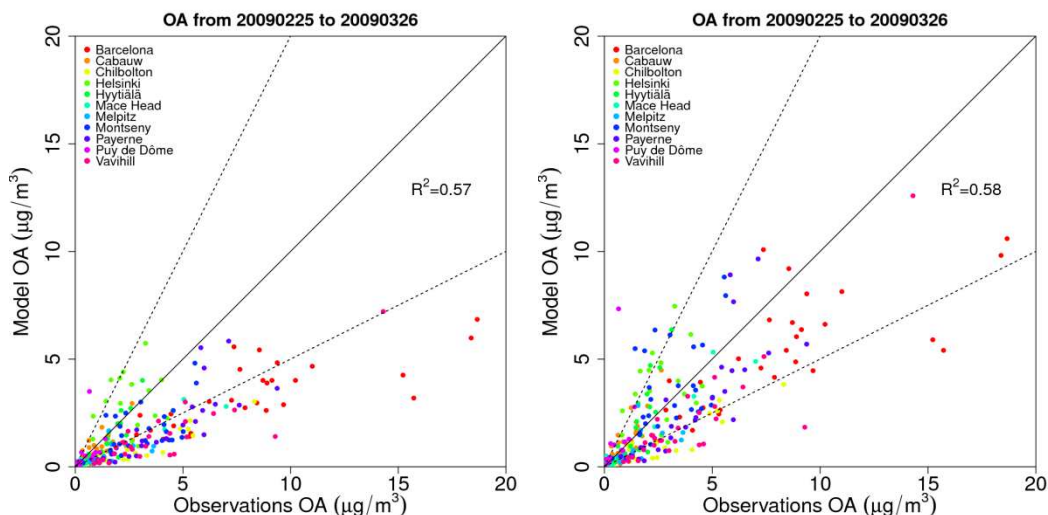 OA from 20090225 to 20090326
20
15
10
5
0
Model OA (μg/m³)
Barcelona
Cabauw
Chilbolton
Helsinki
Hyytiälä
Mace Head
Melpitz
Montseny
Payerne
Puy de Dôme
Vavihill
R²=0.57
0 5 10 15 20
Observations OA (μg/m³)
OA from 20090225 to 20090326
20
15
10
5
0
Model OA (μg/m³)
Barcelona
Cabauw
Chilbolton
Helsinki
Hyytiälä
Mace Head
Melpitz
Montseny
Payerne
Puy de Dôme
Vavihill
R²=0.58
0 5 10 15 20
Observations OA (μg/m³)